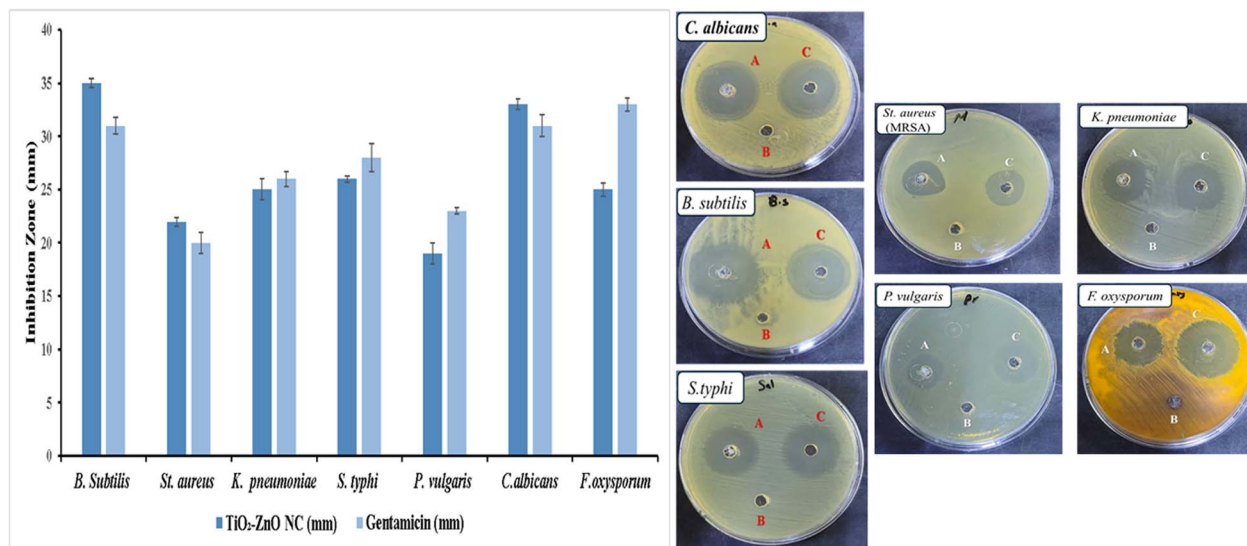 Inhibition Zone (mm)
40
35
30
25
20
15
10
5
0
B. Subtilis
St. aureus
K. pneumoniae
S. typhi
P. vulgaris
C.albicans
F.oxysporum
TiO₂-ZnO NC (mm)
Gentamicin (mm)
C. albicans
A
C
B
B. subtilis
B.s
A
C
B
S.typhi
Sal
A
C
B
St. aureus
(MRSA)
M
A
C
B
K. pneumoniae
A
C
B
P. vulgaris
Pr
A
C
B
F. oxysporum
A
C
B